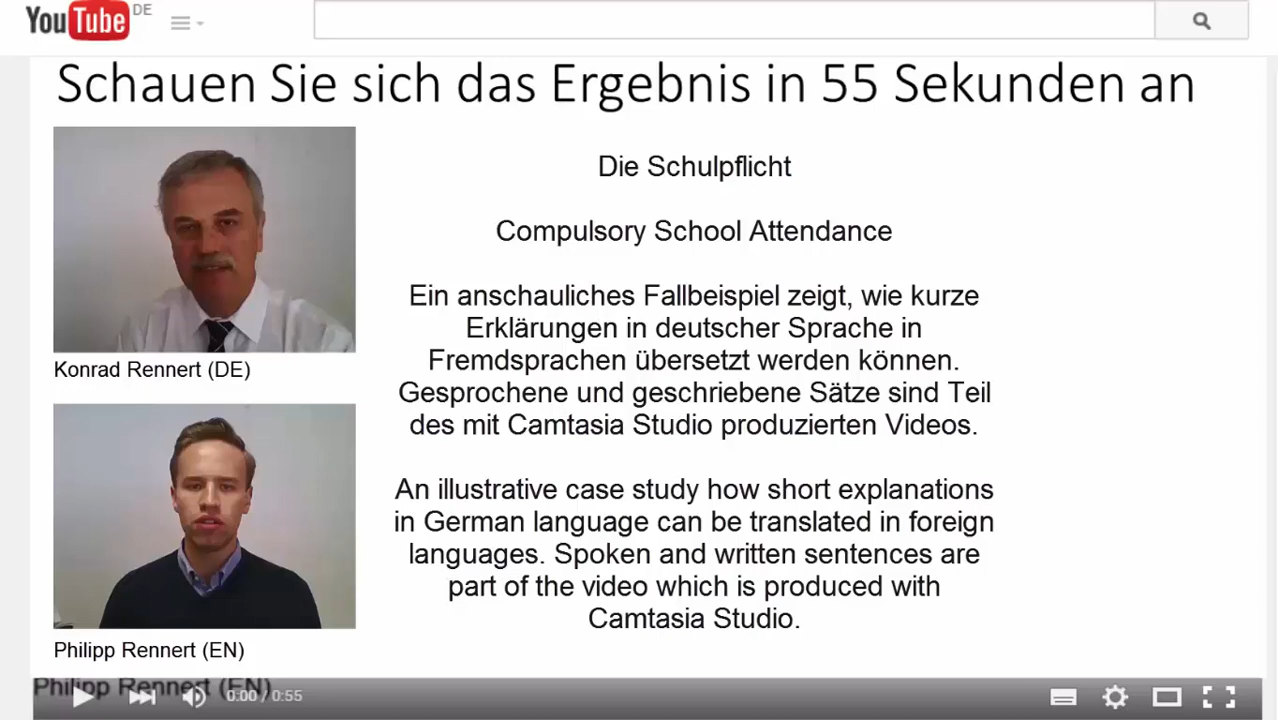 YouTube DE
Schauen Sie sich das Ergebnis in 55 Sekunden an
Die Schulpflicht
Compulsory School Attendance
Ein anschauliches Fallbeispiel zeigt, wie kurze
Erklärungen in deutscher Sprache in
Fremdsprachen übersetzt werden können.
Gesprochene und geschriebene Sätze sind Teil
des mit Camtasia Studio produzierten Videos.
An illustrative case study how short explanations
in German language can be translated in foreign
languages. Spoken and written sentences are
part of the video which is produced with
Camtasia Studio.
Konrad Rennert (DE)
Philipp Rennert (EN)
Philipp Rennert (EN)
0:00 / 0:55